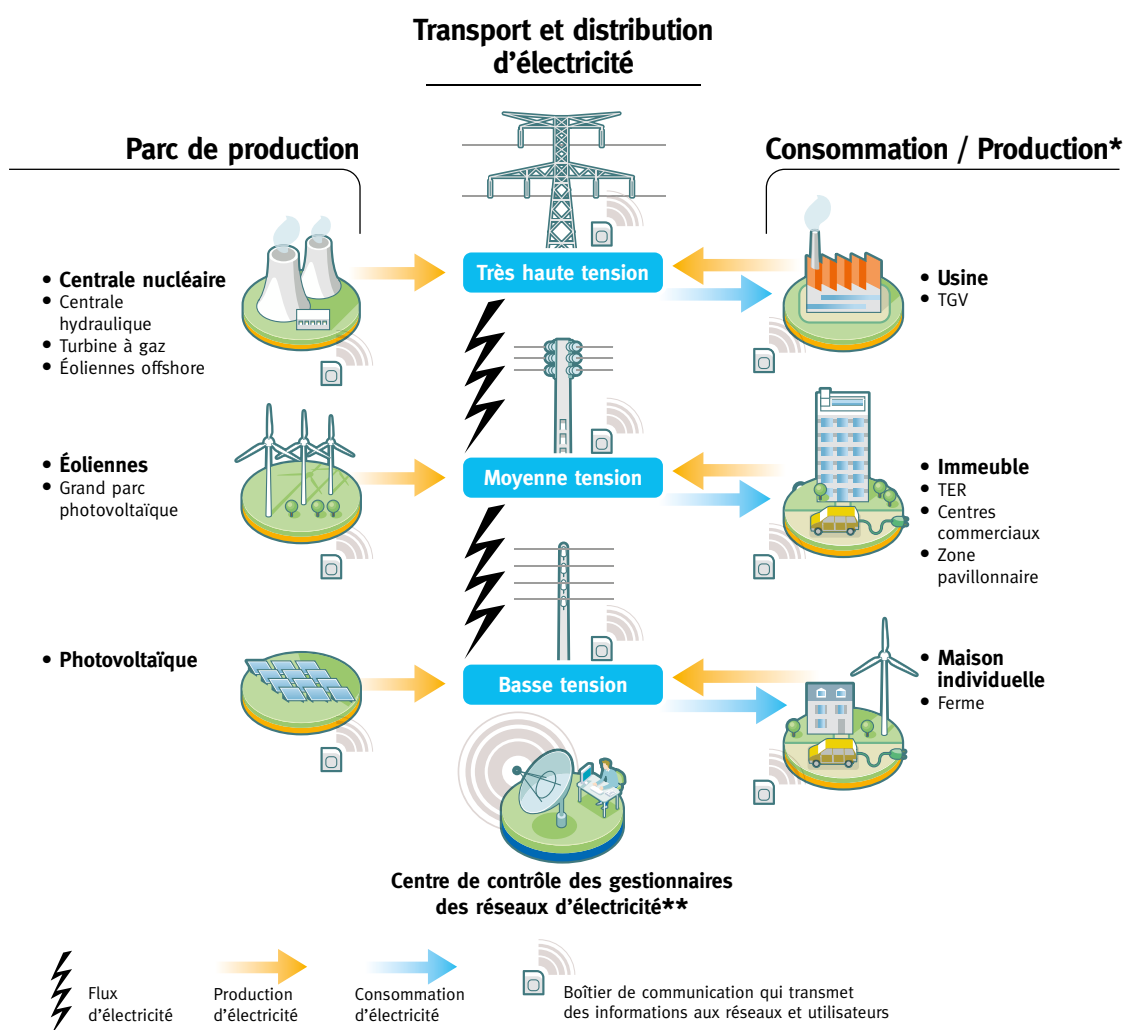 Transport et distribution
d'électricité
Parc de production
Consommation / Production*
• Centrale nucléaire
• Centrale
hydraulique
• Turbine à gaz
• Éoliennes offshore
Très haute tension
• Usine
• TGV
• Éoliennes
• Grand parc
photovoltaïque
Moyenne tension
• Immeuble
• TER
• Centres
commerciaux
• Zone
pavillonnaire
• Photovoltaïque
Basse tension
• Maison
individuelle
• Ferme
Centre de contrôle des gestionnaires
des réseaux d'électricité**
Flux
d'électricité
Production
d'électricité
Consommation
d'électricité
Boîtier de communication qui transmet
des informations aux réseaux et utilisateurs